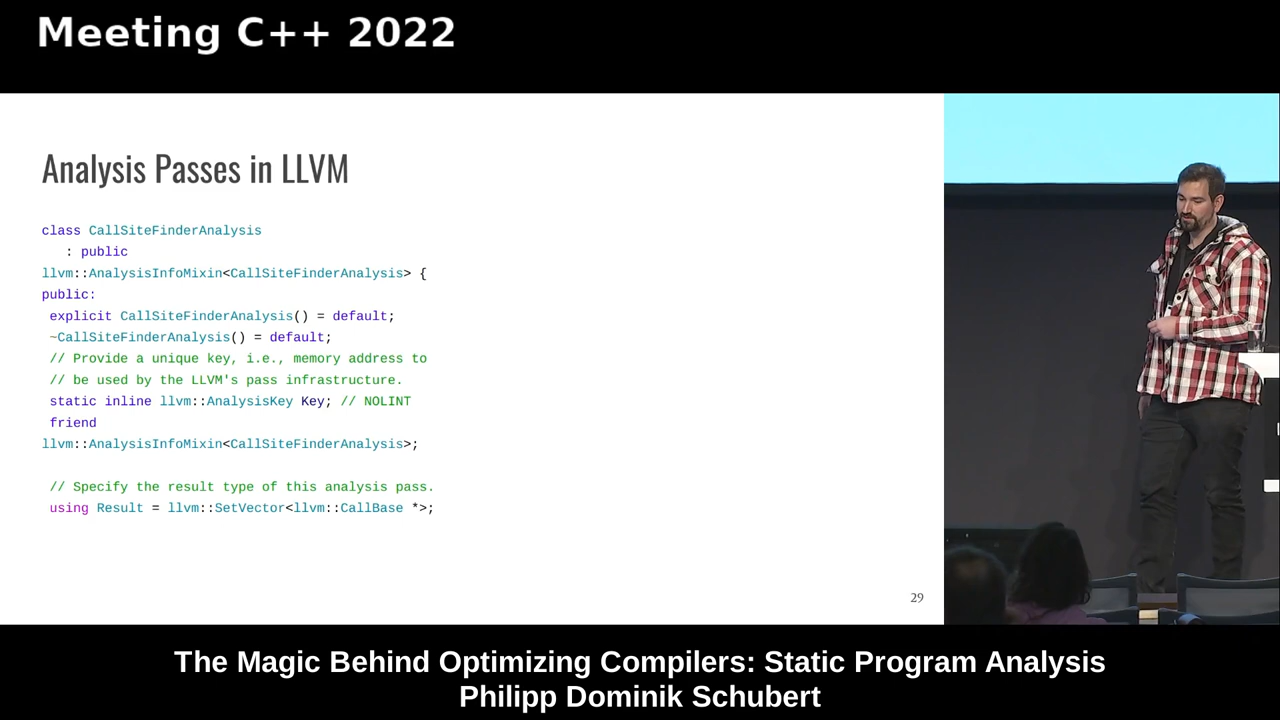 Meeting C++ 2022
Analysis Passes in LLVM
class CallSiteFinderAnalysis
: public
llvm::AnalysisInfoMixin<CallSiteFinderAnalysis> {
public:
explicit CallSiteFinderAnalysis() = default;
~CallSiteFinderAnalysis() = default;
// Provide a unique key, i.e., memory address to
// be used by the LLVM's pass infrastructure.
static inline llvm::AnalysisKey Key; // NOLINT
friend
llvm::AnalysisInfoMixin<CallSiteFinderAnalysis>;
// Specify the result type of this analysis pass.
using Result = llvm::SetVector<llvm::CallBase *>;
29
The Magic Behind Optimizing Compilers: Static Program Analysis
Philipp Dominik Schubert